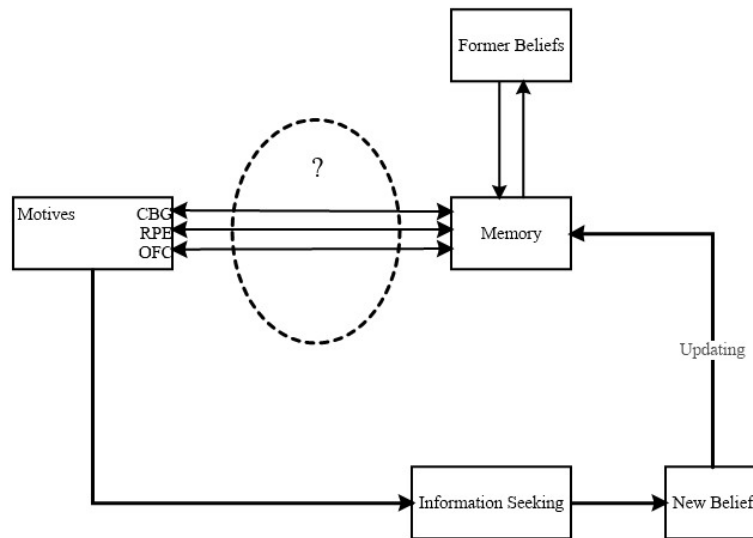 Former Beliefs
?
Motives
CBG
RPE
OFC
Memory
Updating
Information Seeking
New Belief